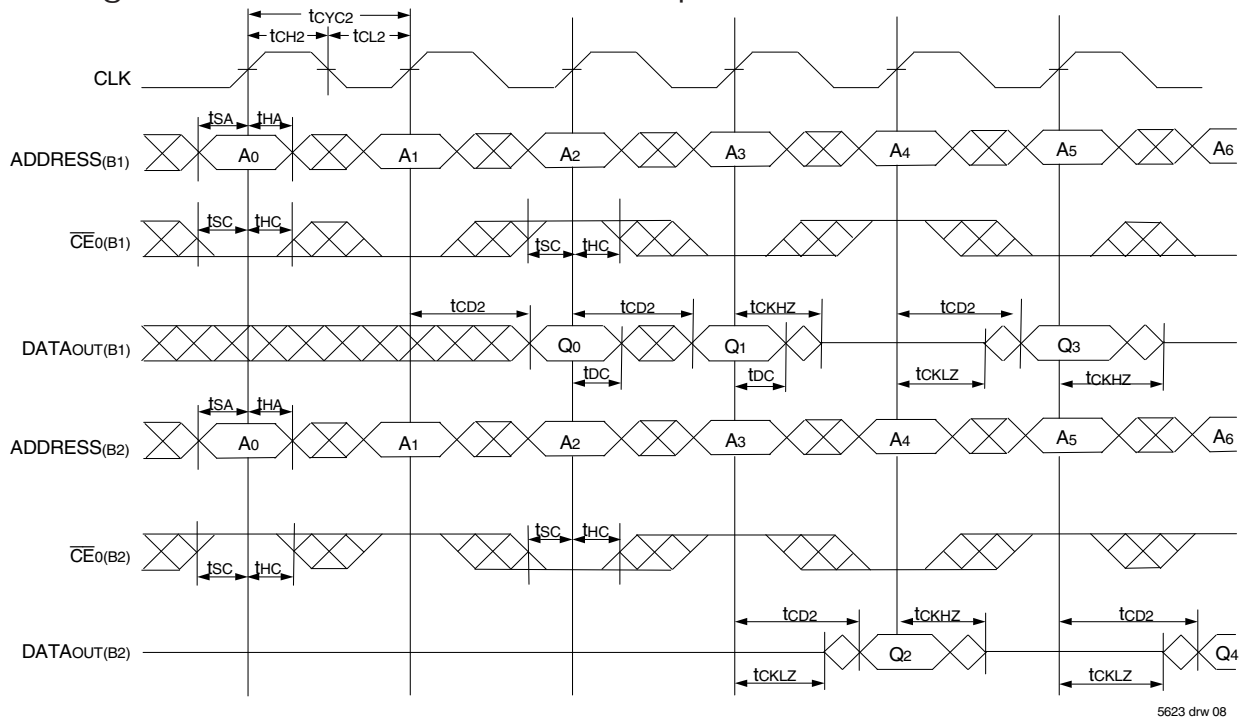 tCYC2
tCH2 tCL2
CLK
tSA tHA
ADDRESS(B1) A0 A1 A2 A3 A4 A5 A6
tSC tHC
CE0(B1)
tSC tHC
tCD2 tCD2 tCKHZ tCD2
DATAOUT(B1) Q0 Q1 Q3
tDC tDC tCKLZ tCKHZ
tSA tHA
ADDRESS(B2) A0 A1 A2 A3 A4 A5 A6
tSC tHC
CE0(B2)
tSC tHC
tCD2 tCKHZ tCD2
DATAOUT(B2) Q2 Q4
tCKLZ tCKLZ
5623 drw 08